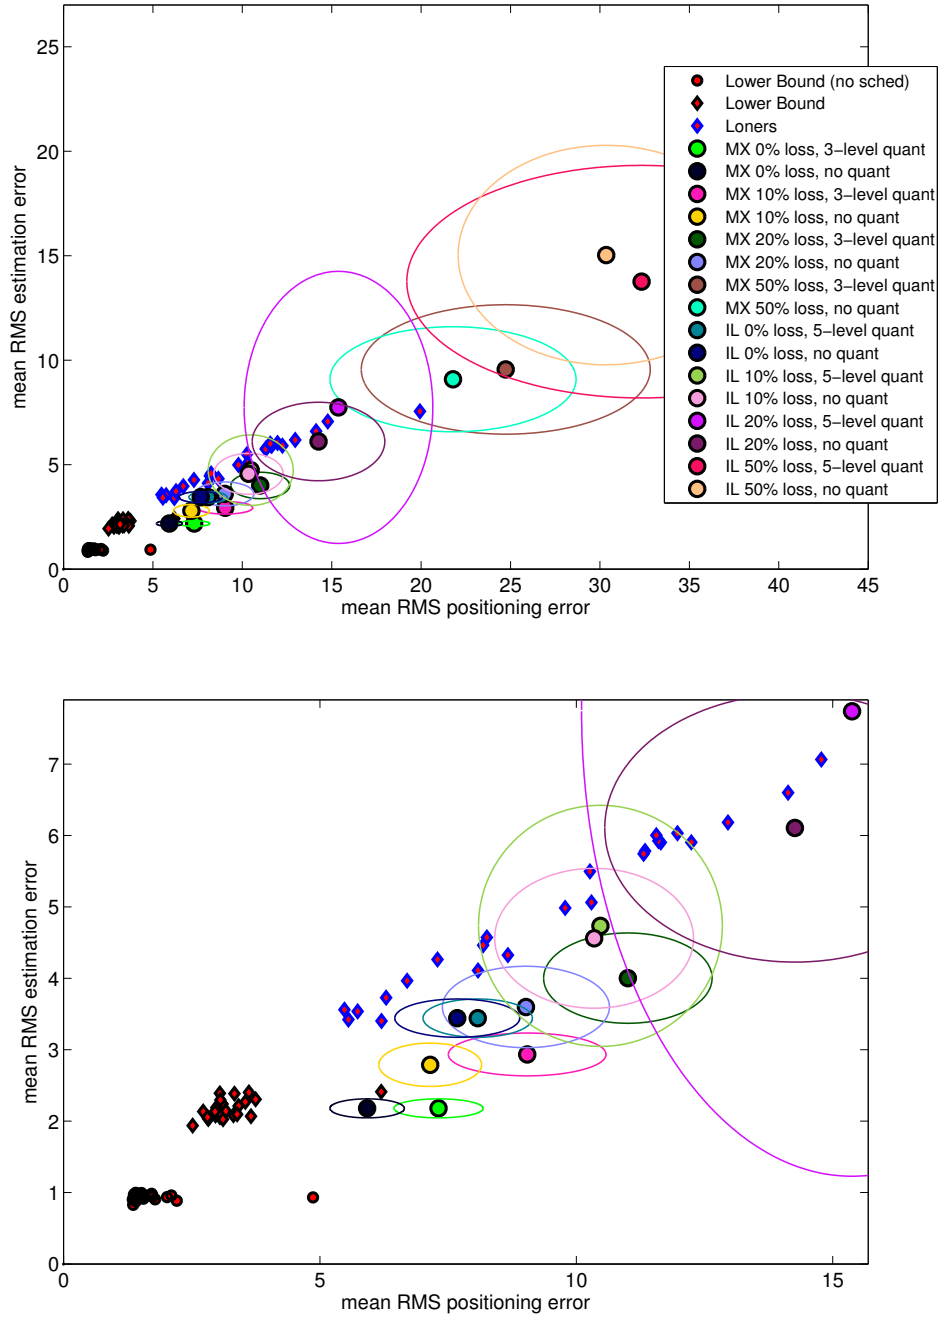 25
20
15
10
5
0
mean RMS estimation error
0 5 10 15 20 25 30 35 40 45
mean RMS positioning error
Lower Bound (no sched)
Lower Bound
Loners
MX 0% loss, 3−level quant
MX 0% loss, no quant
MX 10% loss, 3−level quant
MX 10% loss, no quant
MX 20% loss, 3−level quant
MX 20% loss, no quant
MX 50% loss, 3−level quant
MX 50% loss, no quant
IL 0% loss, 5−level quant
IL 0% loss, no quant
IL 10% loss, 5−level quant
IL 10% loss, no quant
IL 20% loss, 5−level quant
IL 20% loss, no quant
IL 50% loss, 5−level quant
IL 50% loss, no quant
7
6
5
4
3
2
1
0
mean RMS estimation error
0 5 10 15
mean RMS positioning error